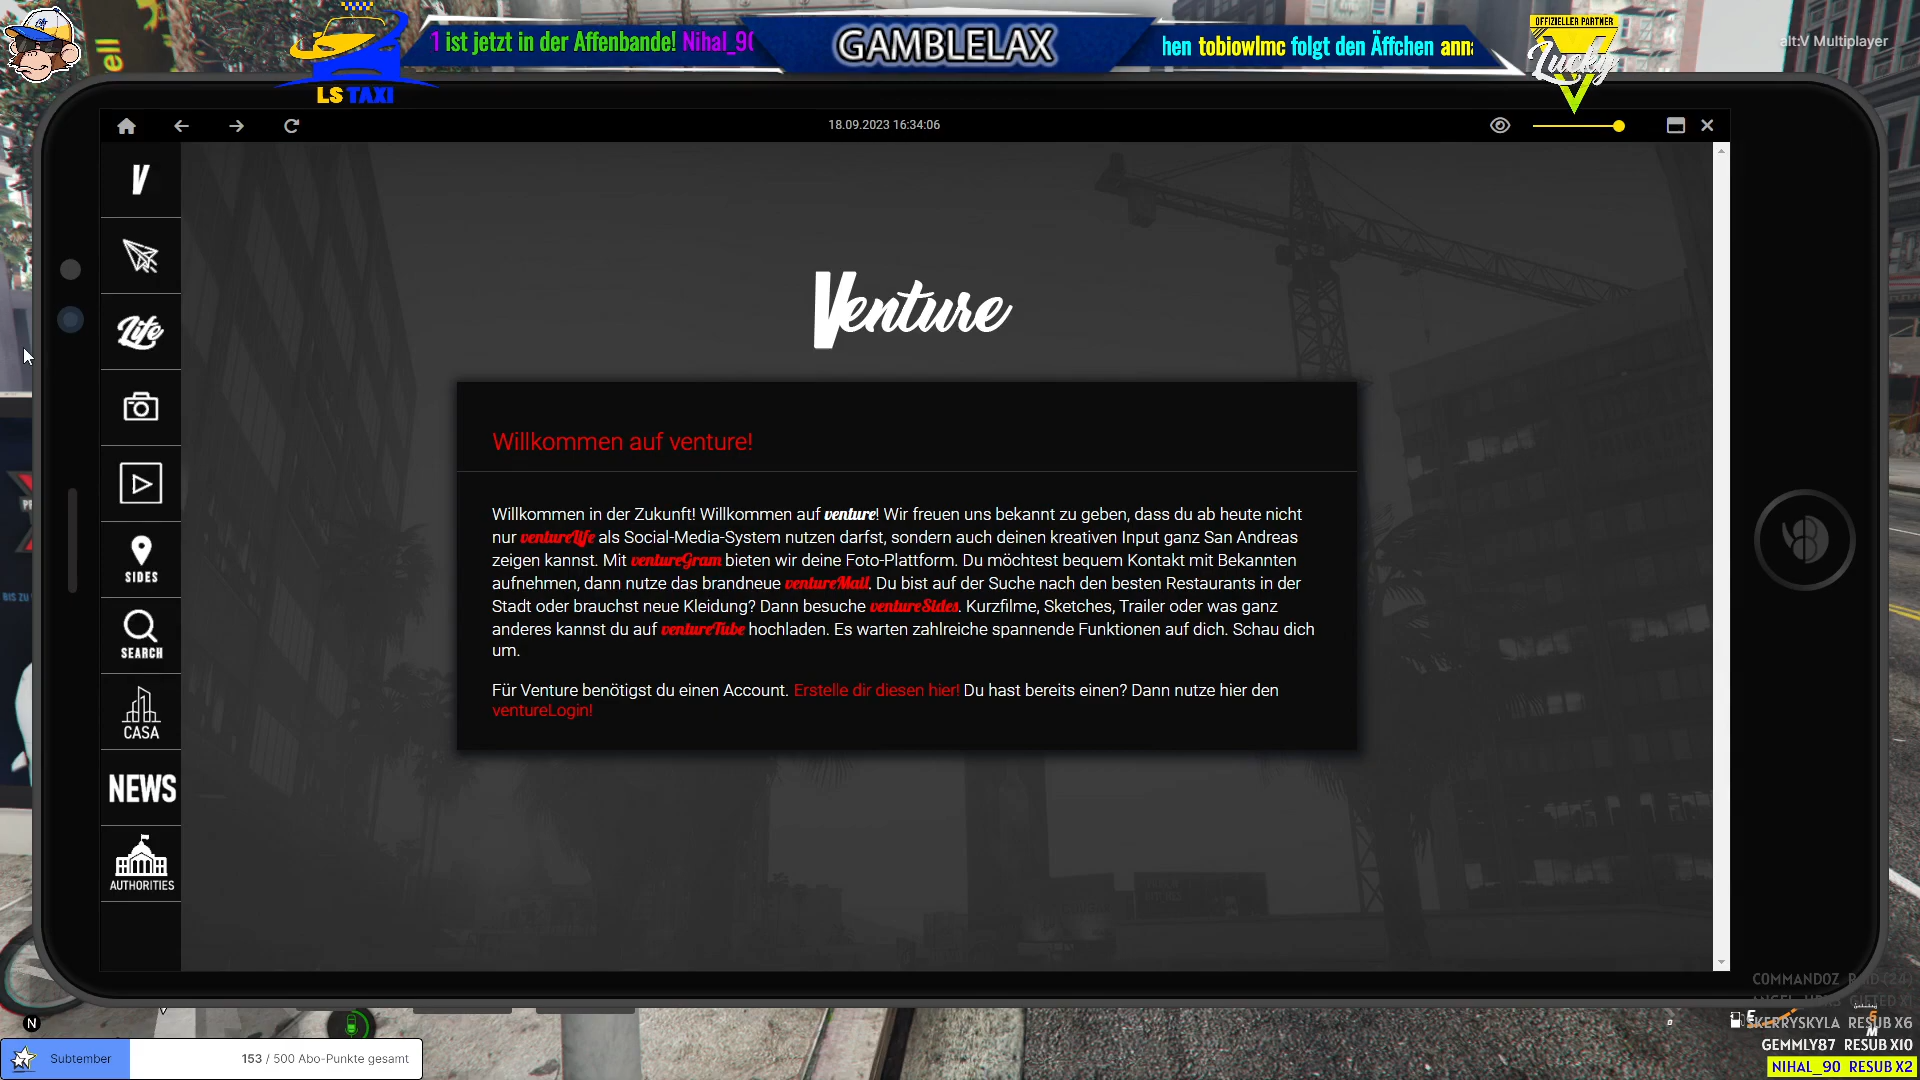 1 ist jetzt in der Affenbande! Nihal_90
GAMBLELAX
hen tobiowlmc folgt den Äffchen ann
OFFIZIELLER PARTNER
Lucky
V
alt:V Multiplayer
LS TAXI
18.09.2023 16:34:06
V
Life
SIDES
SEARCH
CASA
NEWS
AUTHORITIES
Venture
Willkommen auf venture!
Willkommen in der Zukunft! Willkommen auf venture! Wir freuen uns bekannt zu geben, dass du ab heute nicht
nur ventureLife als Social-Media-System nutzen darfst, sondern auch deinen kreativen Input ganz San Andreas
zeigen kannst. Mit ventureGram bieten wir deine Foto-Plattform. Du möchtest bequem Kontakt mit Bekannten
aufnehmen, dann nutze das brandneue ventureMail. Du bist auf der Suche nach den besten Restaurants in der
Stadt oder brauchst neue Kleidung? Dann besuche ventureSides. Kurzfilme, Sketches, Trailer oder was ganz
anderes kannst du auf ventureTube hochladen. Es warten zahlreiche spannende Funktionen auf dich. Schau dich
um.
Für Venture benötigst du einen Account. Erstelle dir diesen hier! Du hast bereits einen? Dann nutze hier den
ventureLogin!
N
Subtember
153 / 500 Abo-Punkte gesamt
COMMANDOZ RAID (24)
GIFTED X1
KERRYSKYLA RESUB X6
GEMMLY87 RESUB X10
NIHAL_90 RESUB X2